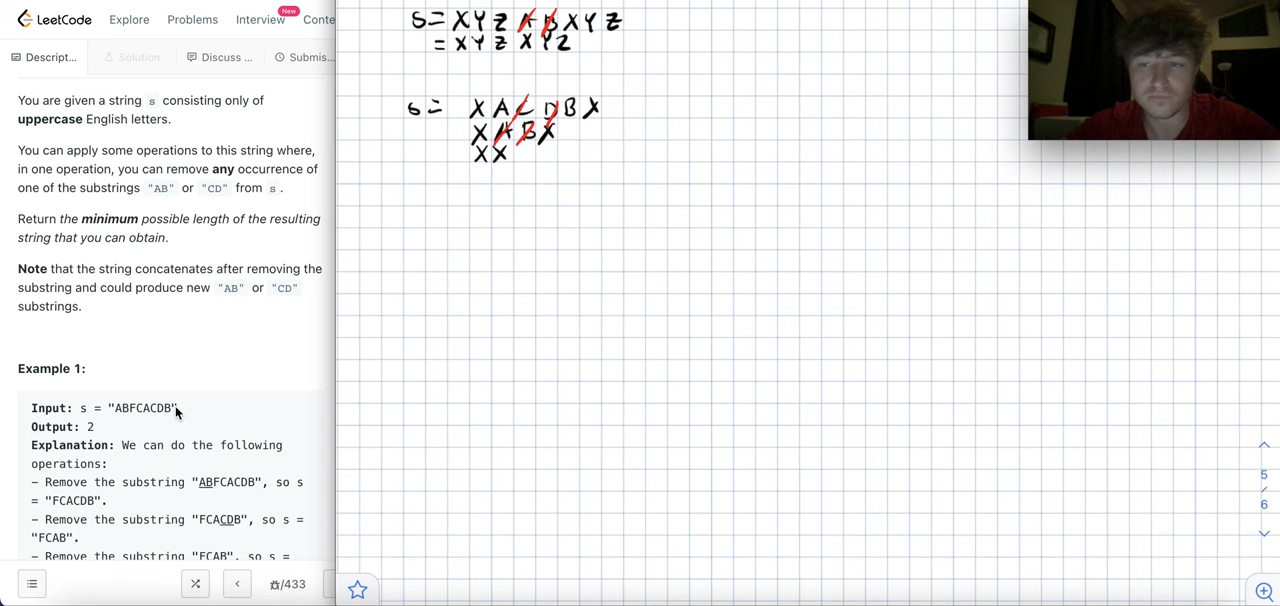 LeetCode Explore Problems Interview New Conte
Descript... Solution Discuss ... Submis...
You are given a string s consisting only of
uppercase English letters.
You can apply some operations to this string where,
in one operation, you can remove any occurrence of
one of the substrings "AB" or "CD" from s .
Return the minimum possible length of the resulting
string that you can obtain.
Note that the string concatenates after removing the
substring and could produce new "AB" or "CD"
substrings.
Example 1:
Input: s = "ABFCACDB"
Output: 2
Explanation: We can do the following
operations:
- Remove the substring "ABFCACDB", so s
= "FCACDB".
- Remove the substring "FCACDB", so s =
"FCAB".
- Remove the substring "FCAB", so s =
/433
S = X Y Z A B X Y Z
= X Y Z X Y Z
S = X A C D B X
X A B X
X X
5
6